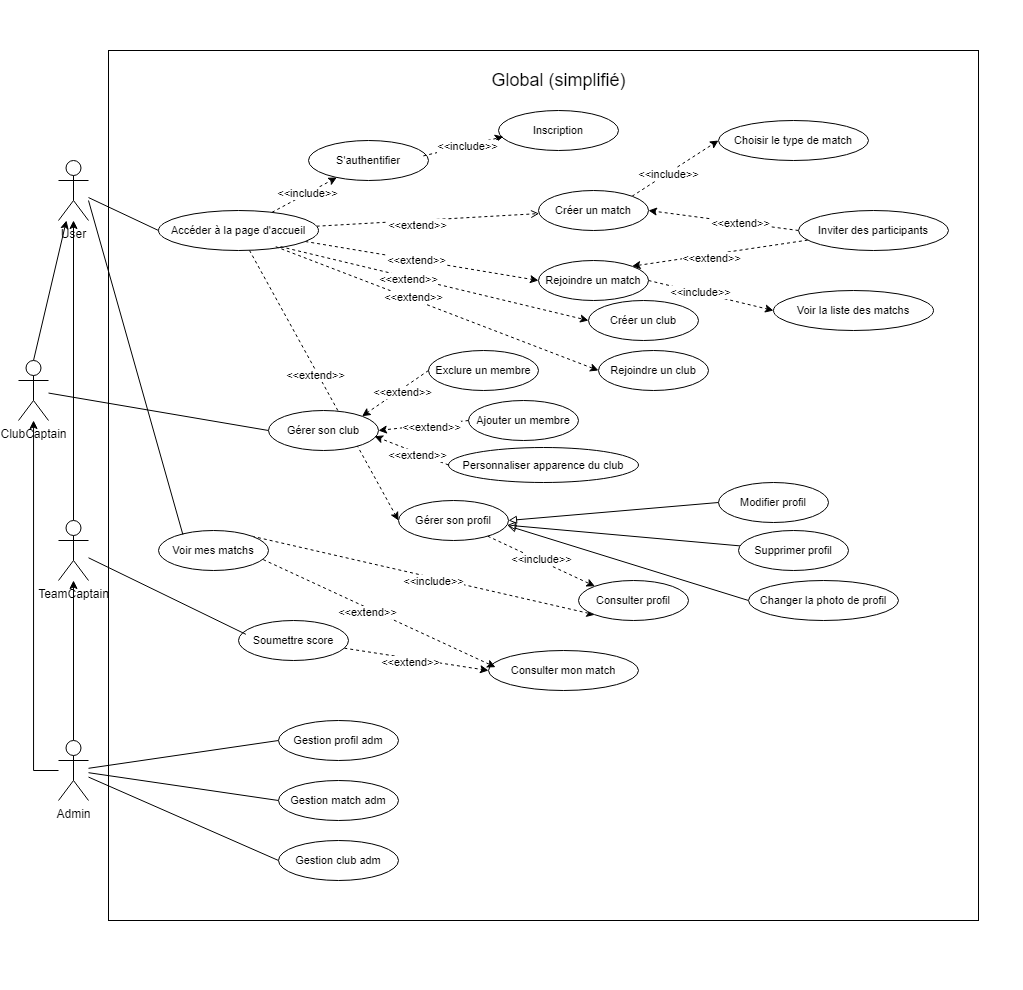 Global (simplifié)
Inscription
Choisir le type de match
<<include>>
S'authentifier
<<include>>
<<include>>
Créer un match
User
Accéder à la page d'accueil
<<extend>>
<<extend>>
Inviter des participants
<<extend>>
<<extend>>
<<extend>>
Rejoindre un match
<<include>>
<<extend>>
Voir la liste des matchs
Créer un club
<<extend>>
Exclure un membre
Rejoindre un club
<<extend>>
ClubCaptain
Gérer son club
<<extend>>
Ajouter un membre
<<extend>>
Personnaliser apparence du club
Modifier profil
Gérer son profil
Voir mes matchs
<<include>>
Supprimer profil
<<include>>
TeamCaptain
Consulter profil
Changer la photo de profil
<<extend>>
Soumettre score
<<extend>>
Consulter mon match
Gestion profil adm
Gestion match adm
Admin
Gestion club adm